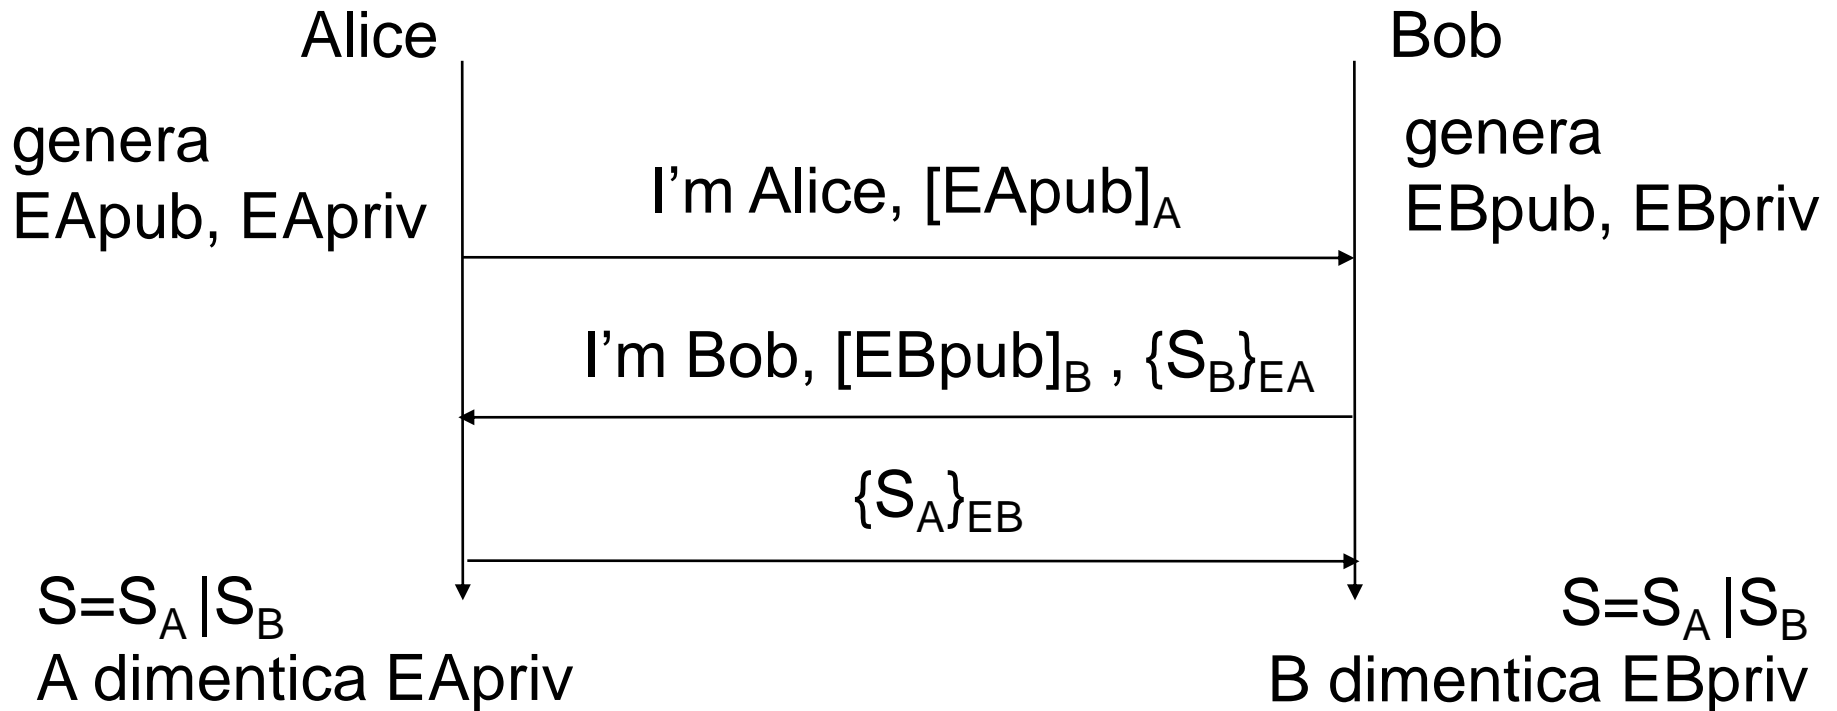 Alice
Bob
genera
EApub, EApriv
genera
EBpub, EBpriv
I'm Alice, [EApub]A
I'm Bob, [EBpub]B , {SB}EA
{SA}EB
S=SA|SB
A dimentica EApriv
S=SA|SB
B dimentica EBpriv